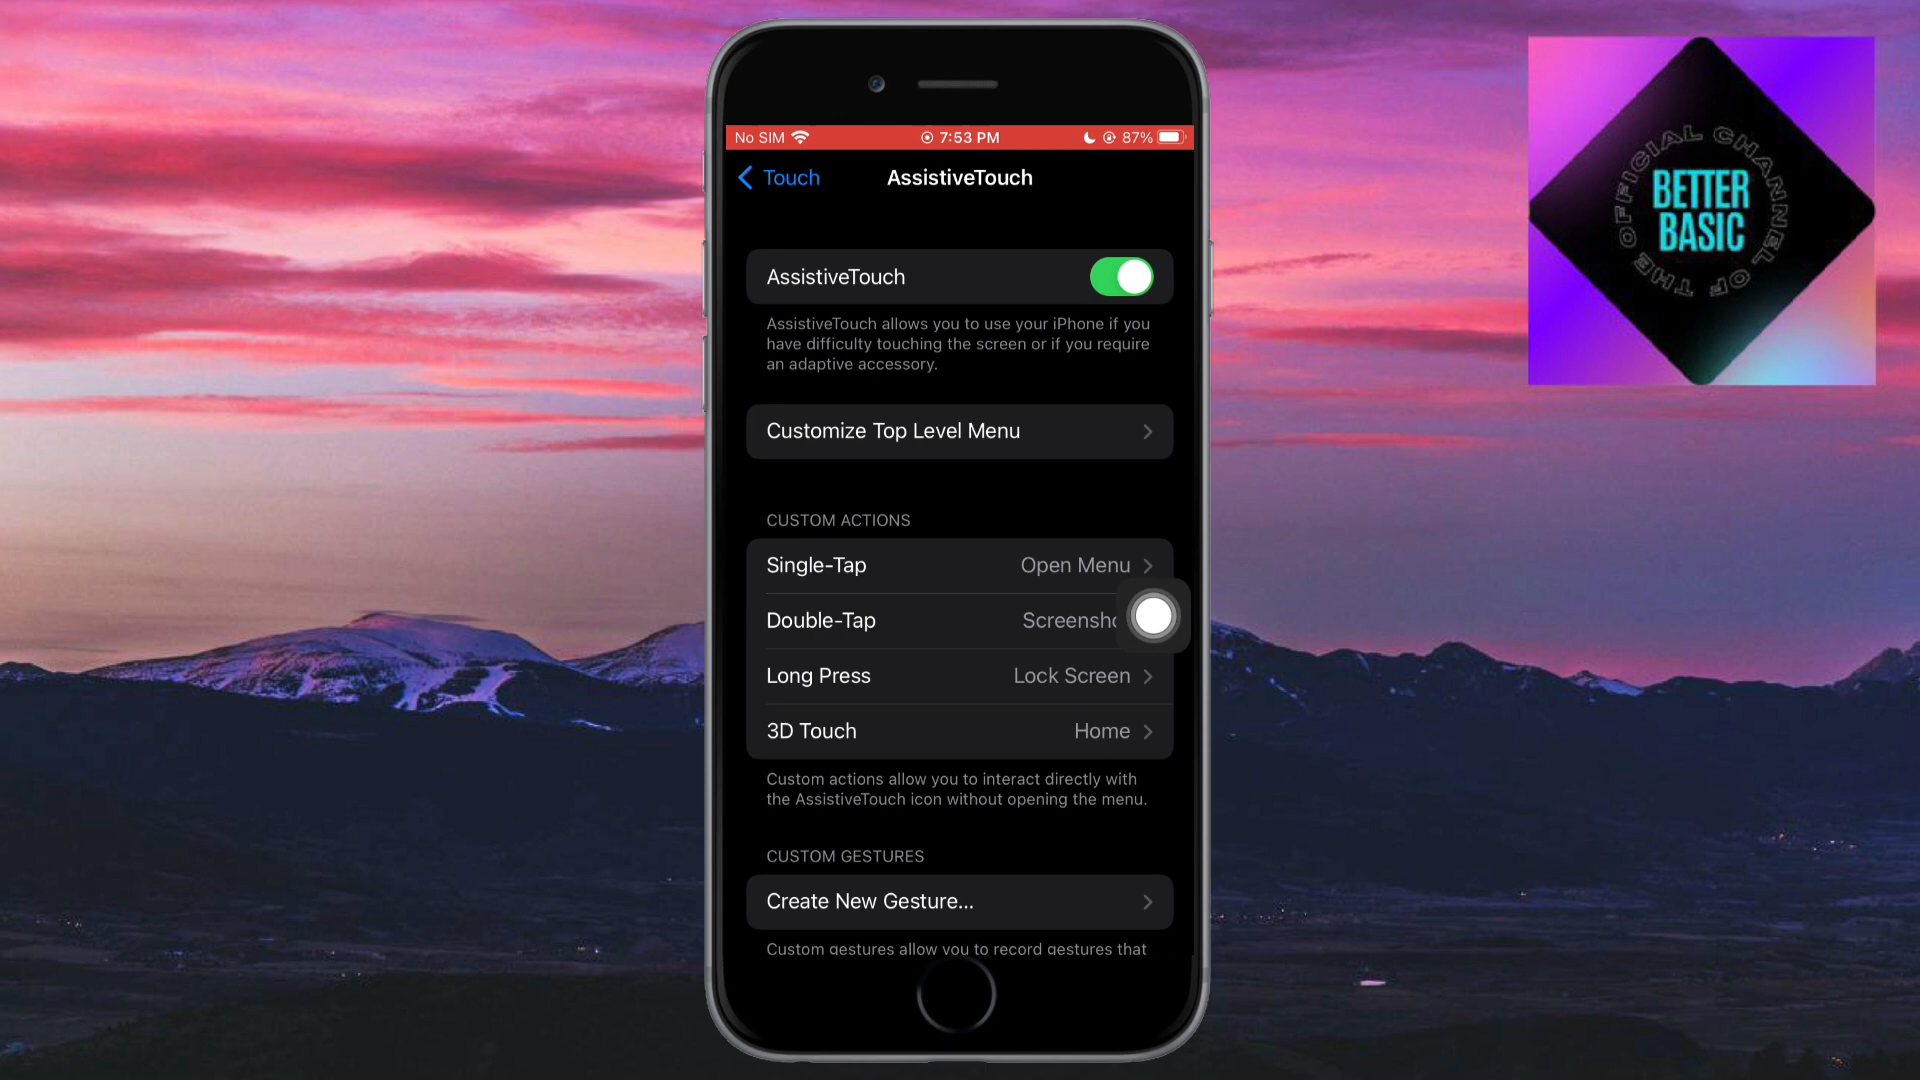 No SIM 7:53 PM 87%
Touch AssistiveTouch
AssistiveTouch
AssistiveTouch allows you to use your iPhone if you
have difficulty touching the screen or if you require
an adaptive accessory.
Customize Top Level Menu
CUSTOM ACTIONS
Single-Tap Open Menu
Double-Tap
Long Press Lock Screen
3D Touch Home
Custom actions allow you to interact directly with
the AssistiveTouch icon without opening the menu.
CUSTOM GESTURES
Create New Gesture...
Custom gestures allow you to record gestures that
THE OFFICIAL CHANNEL OF
BETTER
BASIC